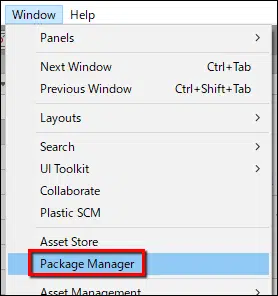 Window Help
Panels >
Next Window Ctrl+Tab
Previous Window Ctrl+Shift+Tab
Layouts >
Search >
UI Toolkit >
Collaborate
Plastic SCM
Asset Store
Package Manager
Asset Management >